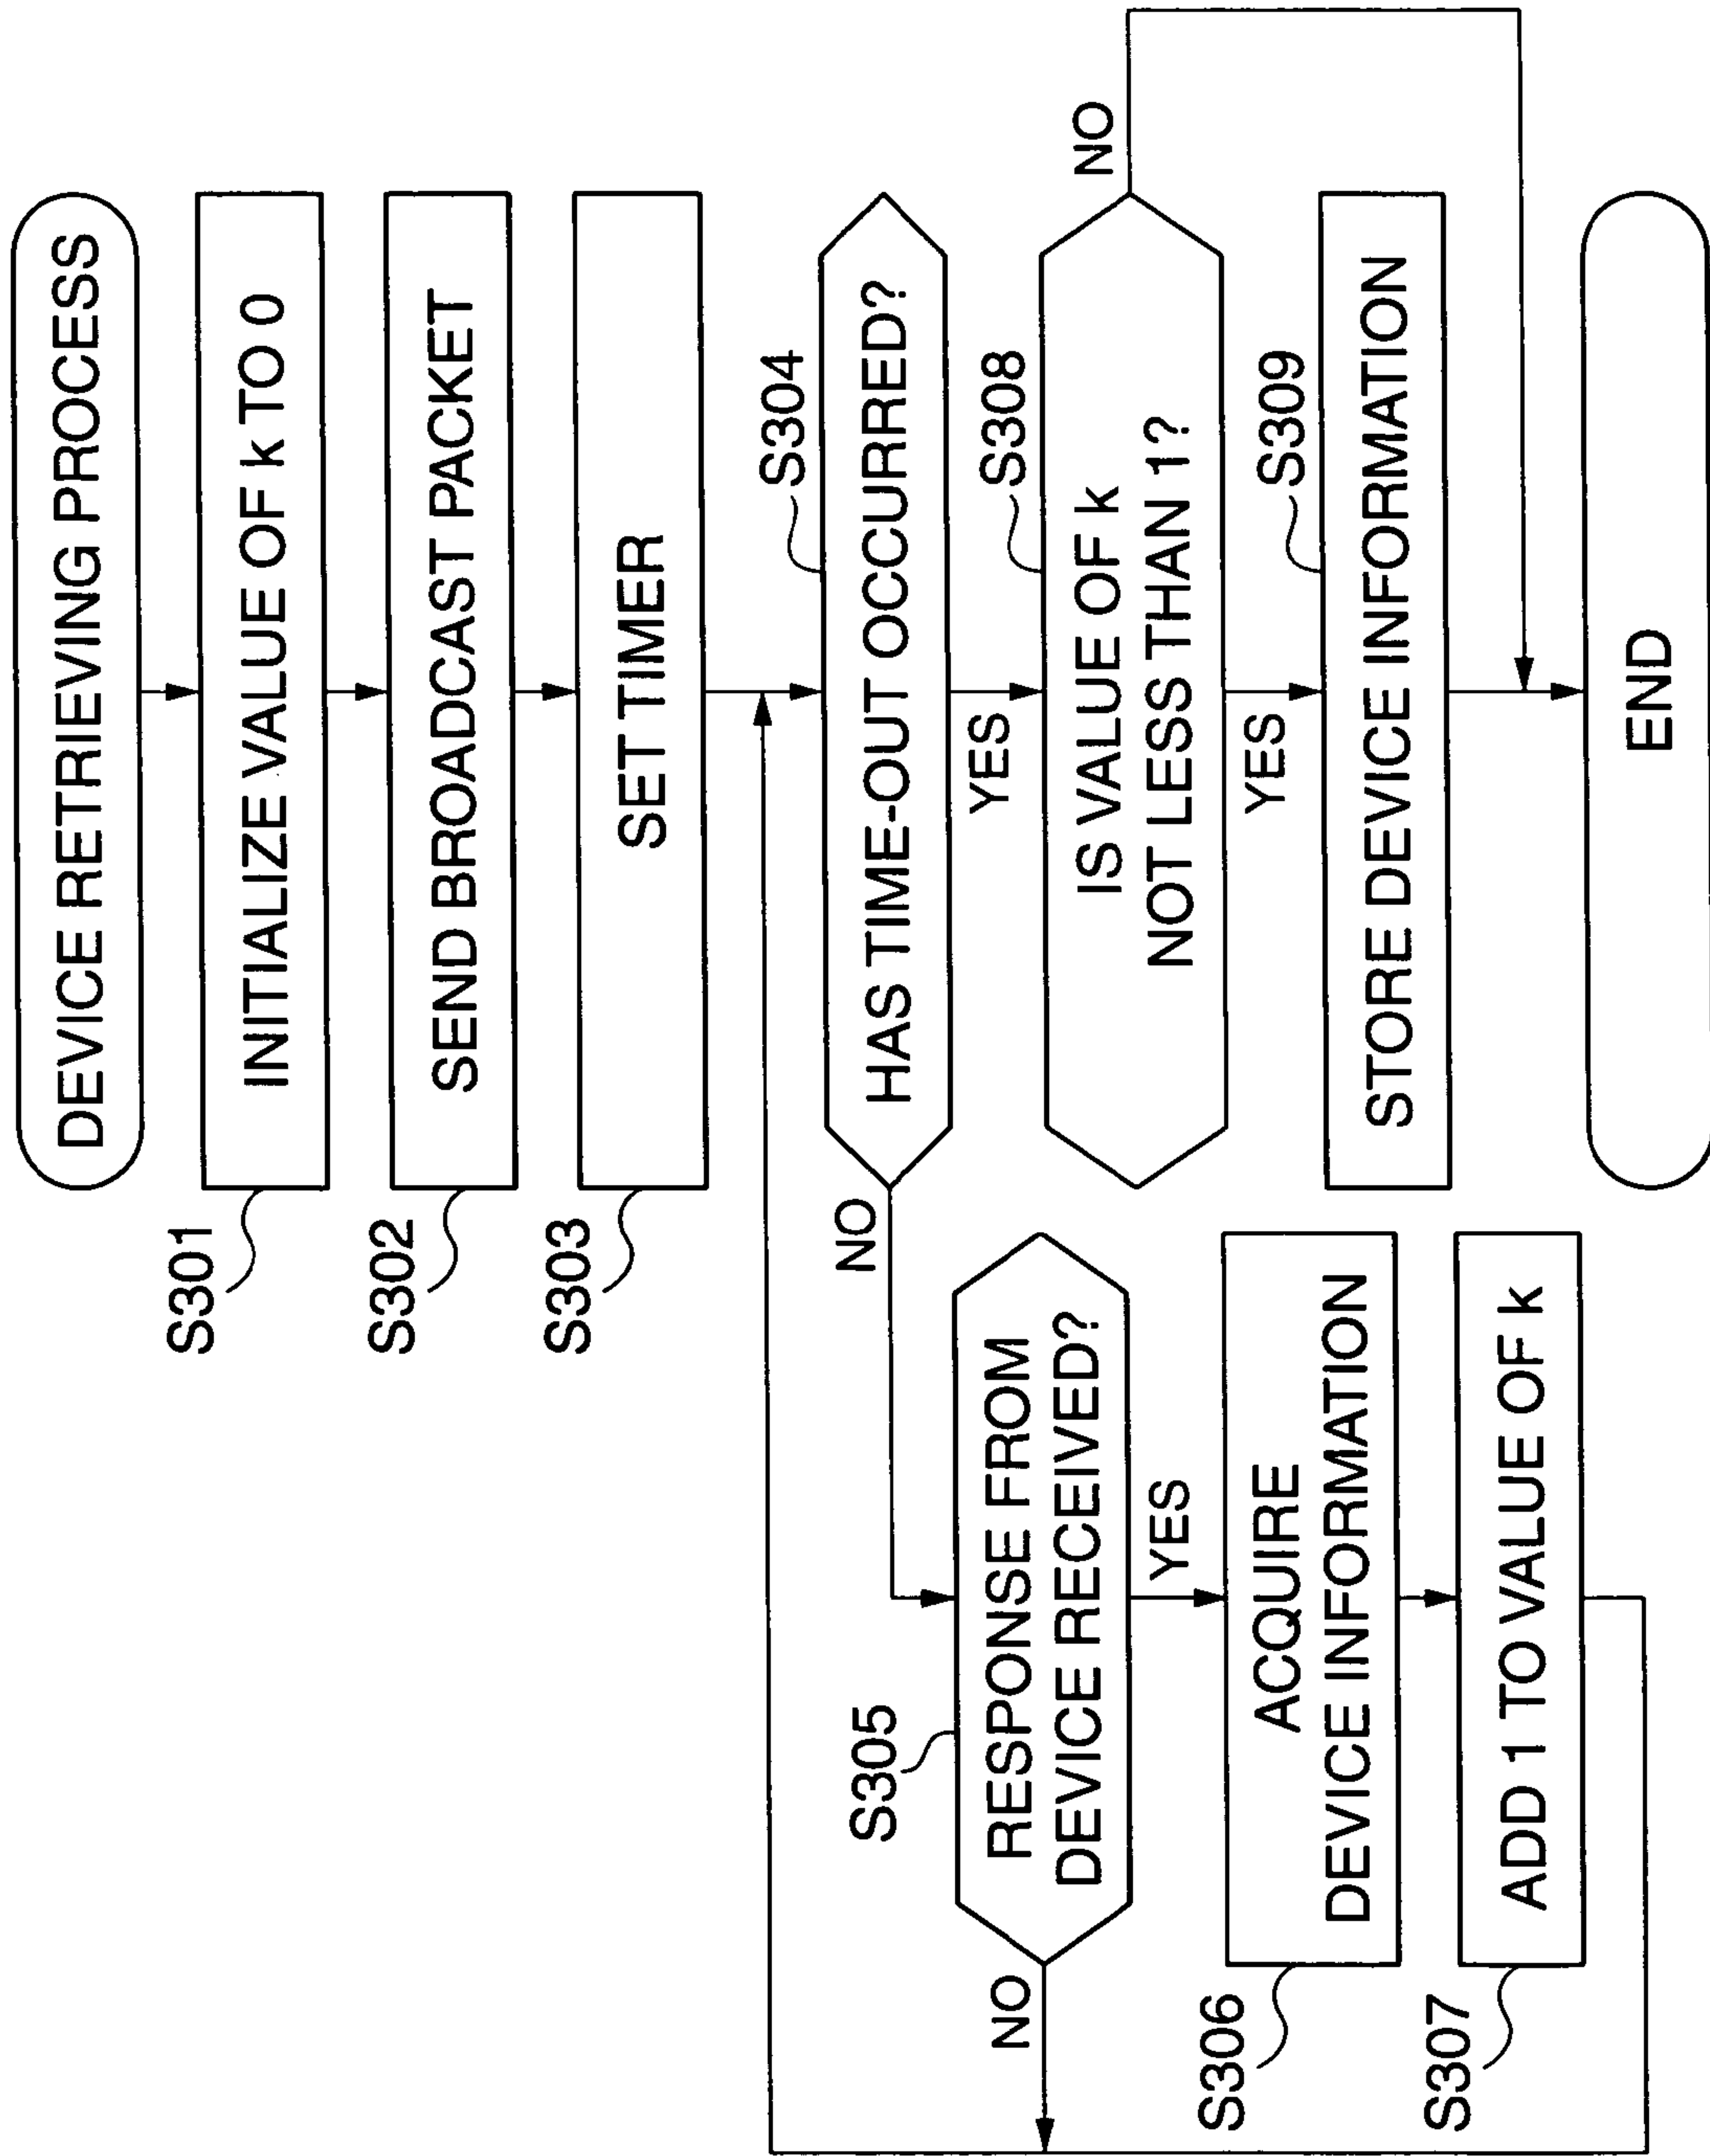 DEVICE RETRIEVING PROCESS
S301
INITIALIZE VALUE OF k TO 0
S302
SEND BROADCAST PACKET
S303
SET TIMER
S304
HAS TIME-OUT OCCURRED?
NO
YES
S305
RESPONSE FROM
DEVICE RECEIVED?
NO
YES
S306
ACQUIRE
DEVICE INFORMATION
S307
ADD 1 TO VALUE OF k
S308
IS VALUE OF k
NOT LESS THAN 1?
NO
YES
S309
STORE DEVICE INFORMATION
END